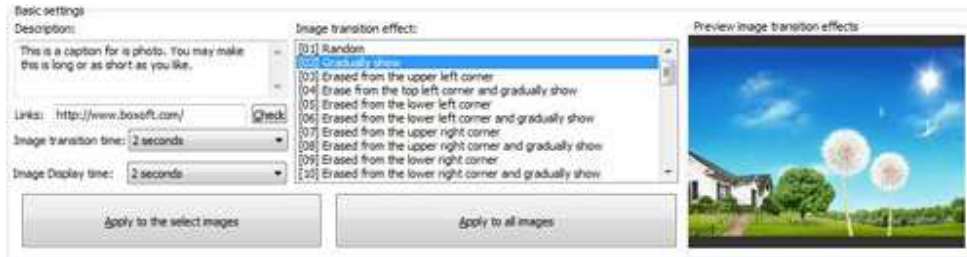 Basic settings
Description:
This is a caption for is photo. You may make
this is long or as short as you like.
Links: http://www.boxsoft.com/ Check
Image transition time: 2 seconds
Image Display time: 2 seconds
Image transition effect:
[01] Random
[02] Gradually show
[03] Erased from the upper left corner
[04] Erase from the top left corner and gradually show
[05] Erased from the lower left corner
[06] Erased from the lower left corner and gradually show
[07] Erased from the upper right corner
[08] Erased from the upper right corner and gradually show
[09] Erased from the lower right corner
[10] Erased from the lower right corner and gradually show
Apply to the select images
Apply to all images
Preview image transition effects